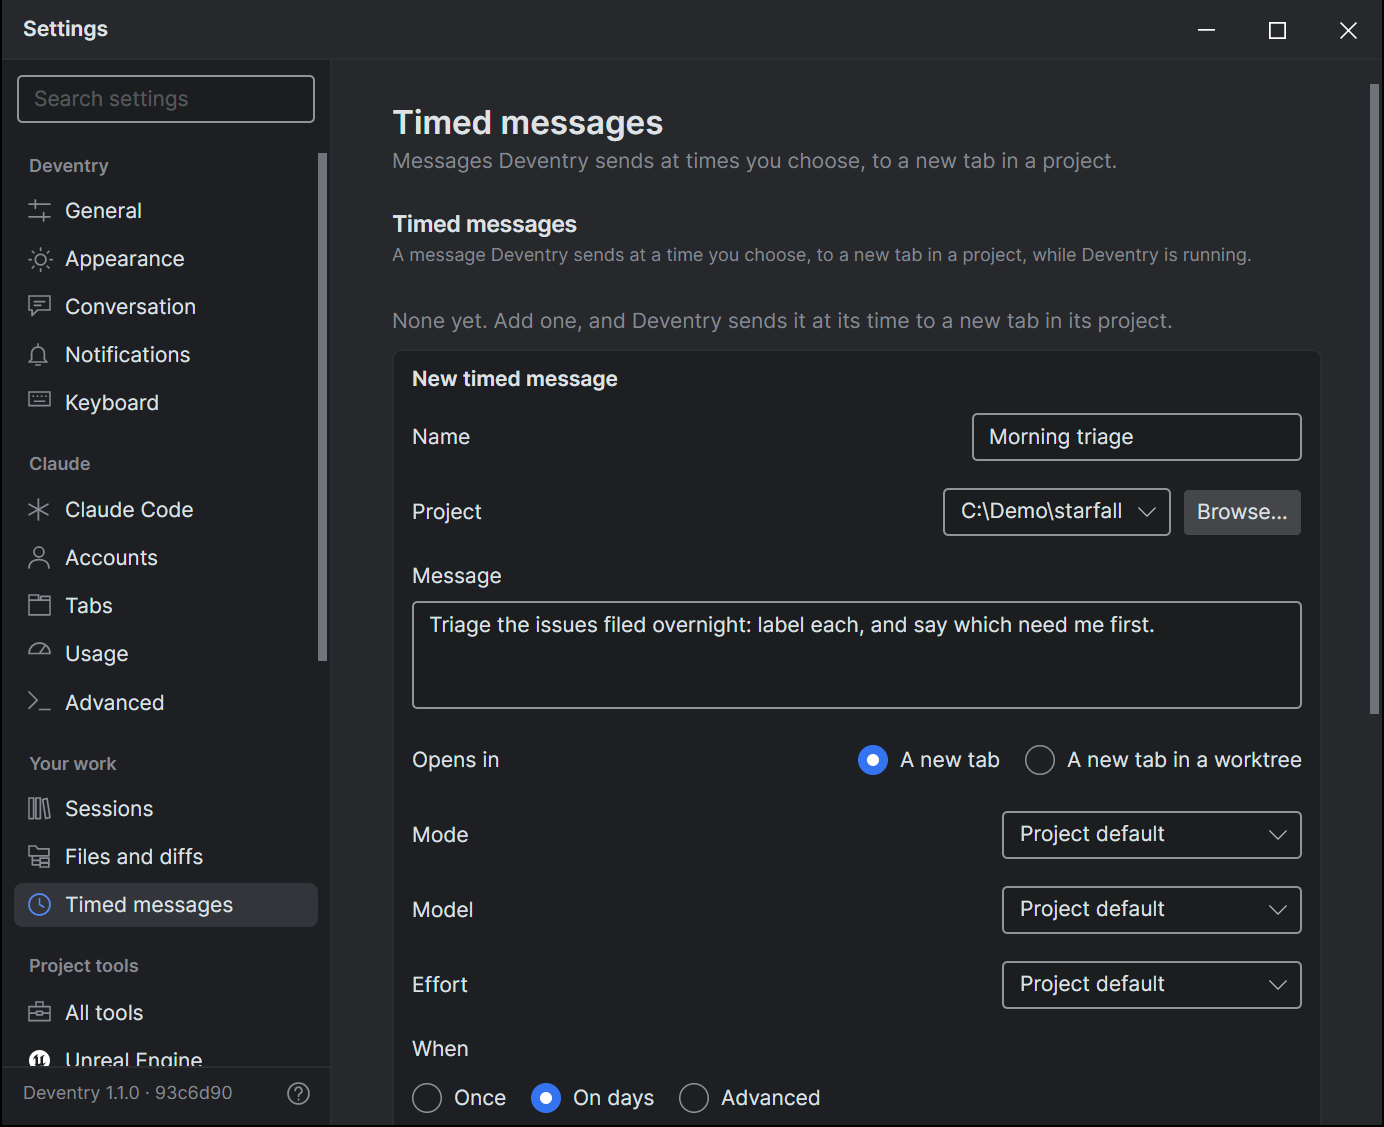 Settings
Search settings
Deventry
General
Appearance
Conversation
Notifications
Keyboard
Claude
Claude Code
Accounts
Tabs
Usage
Advanced
Your work
Sessions
Files and diffs
Timed messages
Project tools
All tools
Unreal Engine
Deventry 1.1.0 · 93c6d90
Timed messages
Messages Deventry sends at times you choose, to a new tab in a project.
Timed messages
A message Deventry sends at a time you choose, to a new tab in a project, while Deventry is running.
None yet. Add one, and Deventry sends it at its time to a new tab in its project.
New timed message
Name Morning triage
Project C:\Demo\starfall Browse...
Message
Triage the issues filed overnight: label each, and say which need me first.
Opens in A new tab A new tab in a worktree
Mode Project default
Model Project default
Effort Project default
When
Once On days Advanced